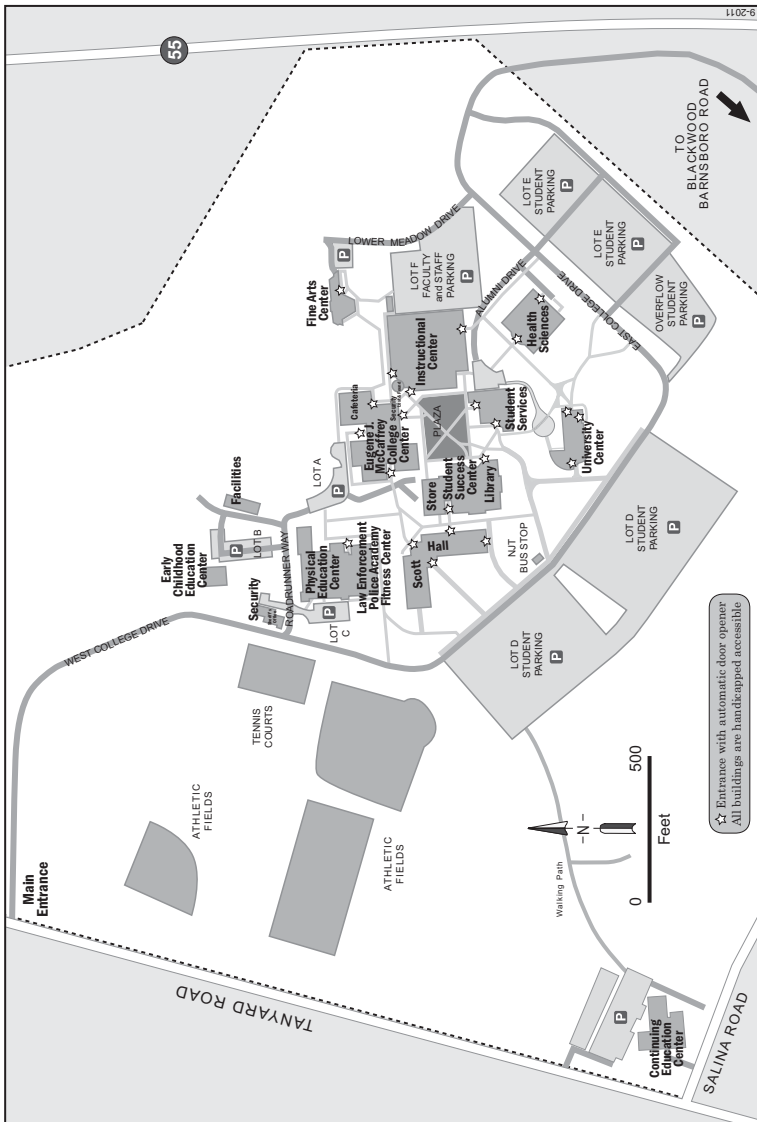 9-2011
55
TO
BLACKWOOD
BARNSBORO ROAD
LOT E
STUDENT
PARKING
P
LOT E
STUDENT
PARKING
P
OVERFLOW
STUDENT
PARKING
P
LOWER MEADOW DRIVE
P
LOT F
FACULTY
and STAFF
PARKING
P
ALUMNI DRIVE
EAST COLLEGE DRIVE
Fine Arts
Center
Instructional
Center
Health
Sciences
Cafeteria
Security
Eugene J.
McCaffrey
College
Center
PLAZA
Student
Services
University
Center
LOT A
P
Store
Student
Success
Center
Library
Facilities
Early
Childhood
Education
Center
P
LOT B
ROADRUNNER WAY
Security
Physical
Education
Center
Law Enforcement
Police Academy
Fitness Center
P
LOT
C
Scott
Hall
NJT
BUS STOP
LOT D
STUDENT
PARKING
P
LOT D
STUDENT
PARKING
P
WEST COLLEGE DRIVE
TENNIS
COURTS
ATHLETIC
FIELDS
ATHLETIC
FIELDS
Main
Entrance
TANYARD ROAD
Walking Path
-N-
0
500
Feet
Entrance with automatic door opener
All buildings are handicapped accessible
P
Continuing
Education
Center
SALINA ROAD